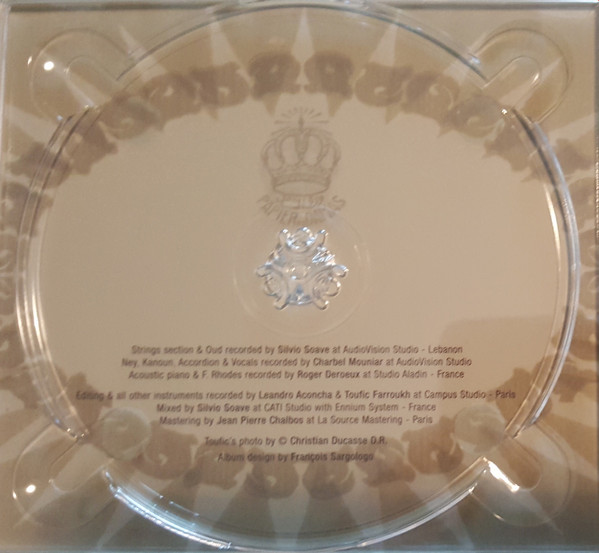 Strings section & Oud recorded by Silvio Soave at AudioVision Studio - Lebanon
Ney, Kanoun, Accordion & Vocals recorded by Charbel Mouniar at AudioVision Studio
Acoustic piano & F. Rhodes recorded by Roger Deroeux at Studio Aladin - France
Editing & all other instruments recorded by Leandro Aconcha & Toufic Farroukh at Campus Studio - Paris
Mixed by Silvio Soave at CATI Studio with Ennium System - France
Mastering by Jean Pierre Chalbos at La Source Mastering - Paris
Toufic's photo by © Christian Ducasse D.R.
Album design by François Sargologo